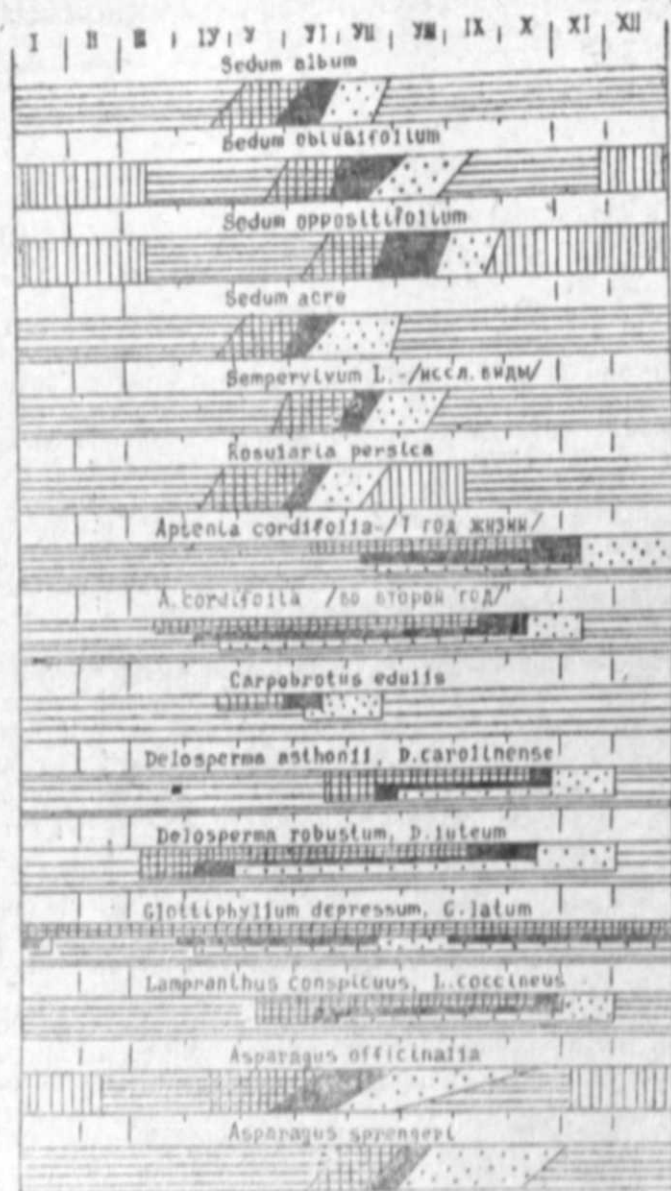 I II III IУ У УI УII УIII IX X XI XII
Sedum album
Sedum obtusifolium
Sedum oppositifolium
Sedum acre
Sempervivum L.-/иссл. виды/
Rosularia persica
Aptenia cordifolia-/I год жизни/
A.cordifolia /во второй год/
Carpobrotus edulis
Delosperma asthonii, D.carolinense
Delosperma robustum, D.luteum
Glottiphyllum depressum, G.latum
Lampranthus conspicuus, L.coccineus
Asparagus officinalia
Asparagus sprengeri